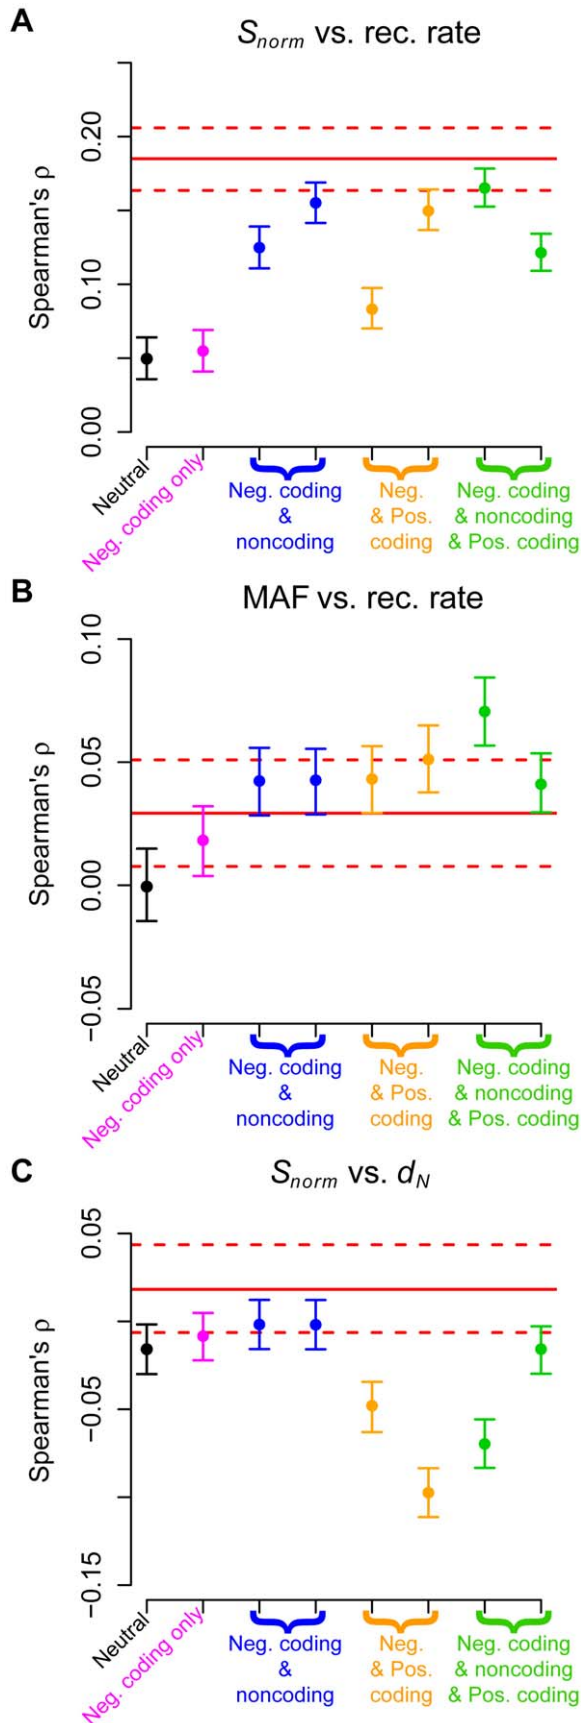 A
S_norm vs. rec. rate
Spearman's ρ
0.20
0.10
0.00
Neutral
Neg. coding only
Neg. coding
&
noncoding
Neg.
& Pos.
coding
Neg. coding
& noncoding
& Pos. coding
B
MAF vs. rec. rate
Spearman's ρ
0.10
0.05
0.00
−0.05
Neutral
Neg. coding only
Neg. coding
&
noncoding
Neg.
& Pos.
coding
Neg. coding
& noncoding
& Pos. coding
C
S_norm vs. d_N
Spearman's ρ
0.05
−0.05
−0.15
Neutral
Neg. coding only
Neg. coding
&
noncoding
Neg.
& Pos.
coding
Neg. coding
& noncoding
& Pos. coding